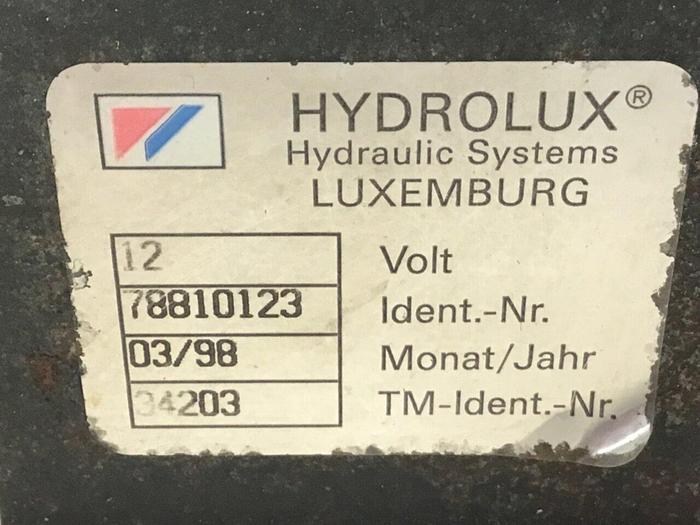 HYDROLUX®
Hydraulic Systems
LUXEMBURG
12 Volt
78810123 Ident.-Nr.
03/98 Monat/Jahr
34203 TM-Ident.-Nr.